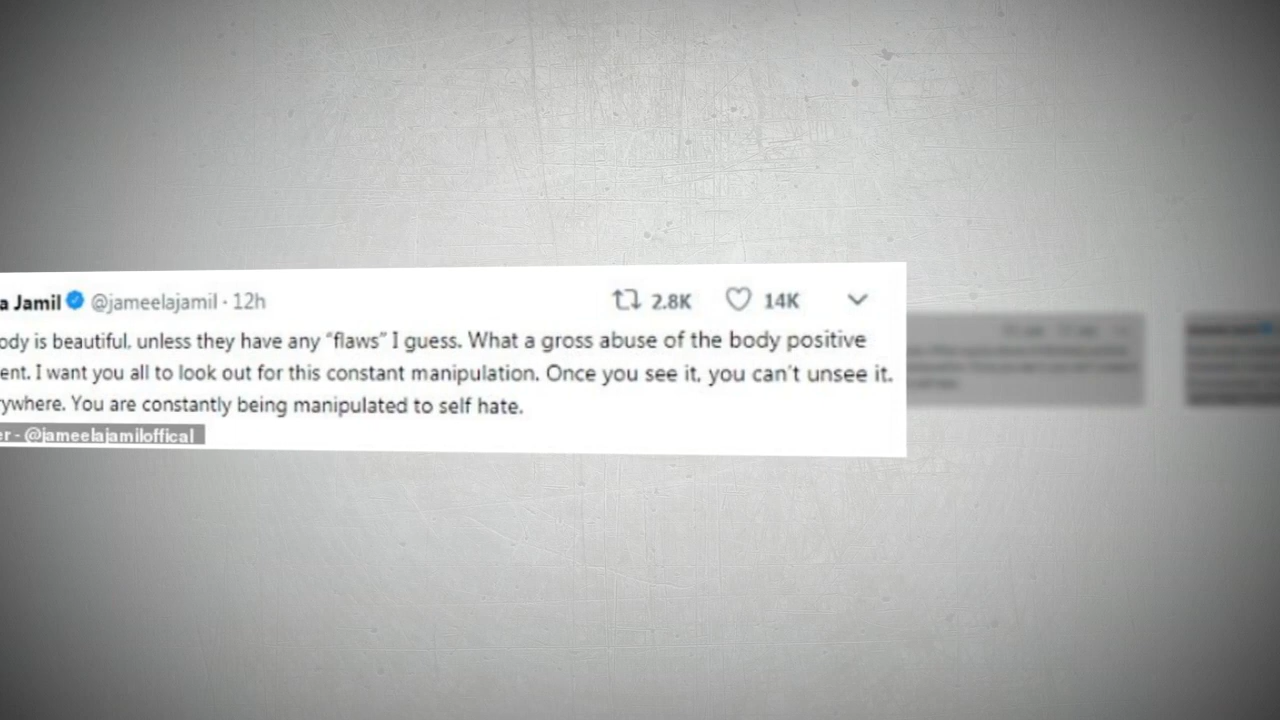 a Jamil @jameelajamil · 12h 2.8K 14K
ody is beautiful, unless they have any “flaws” I guess. What a gross abuse of the body positive
ent. I want you all to look out for this constant manipulation. Once you see it, you can't unsee it.
ywhere. You are constantly being manipulated to self hate.
er - @jameelajamiloffical